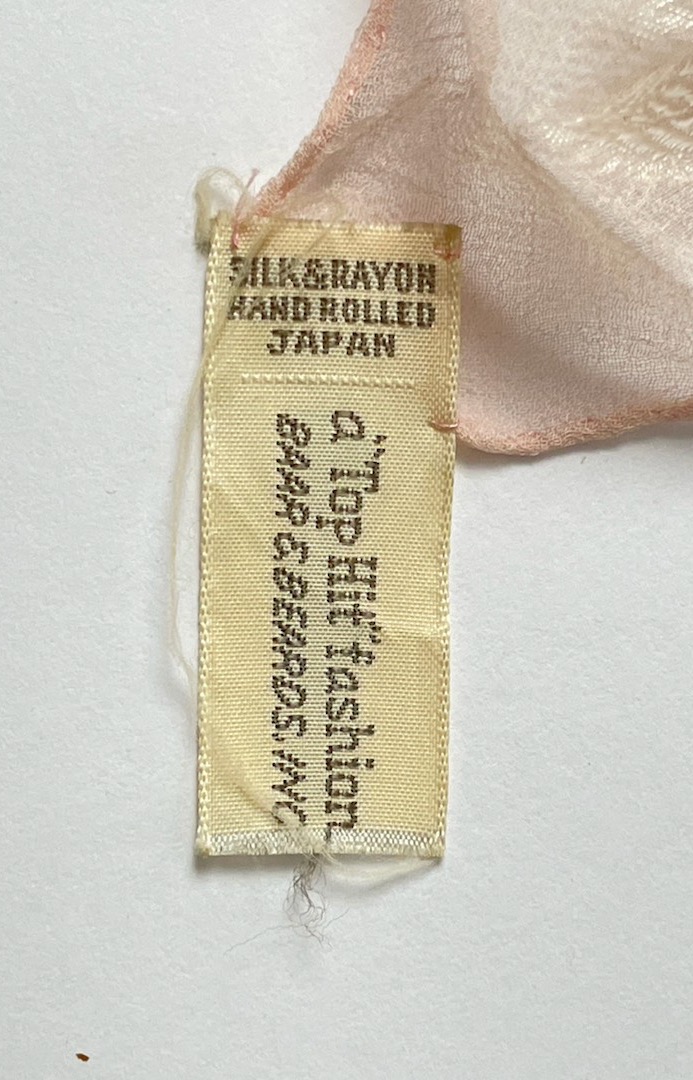 SILK&RAYON
HAND ROLLED
JAPAN
a "Top Hit" fashion
BAAR & BEARDS, INC